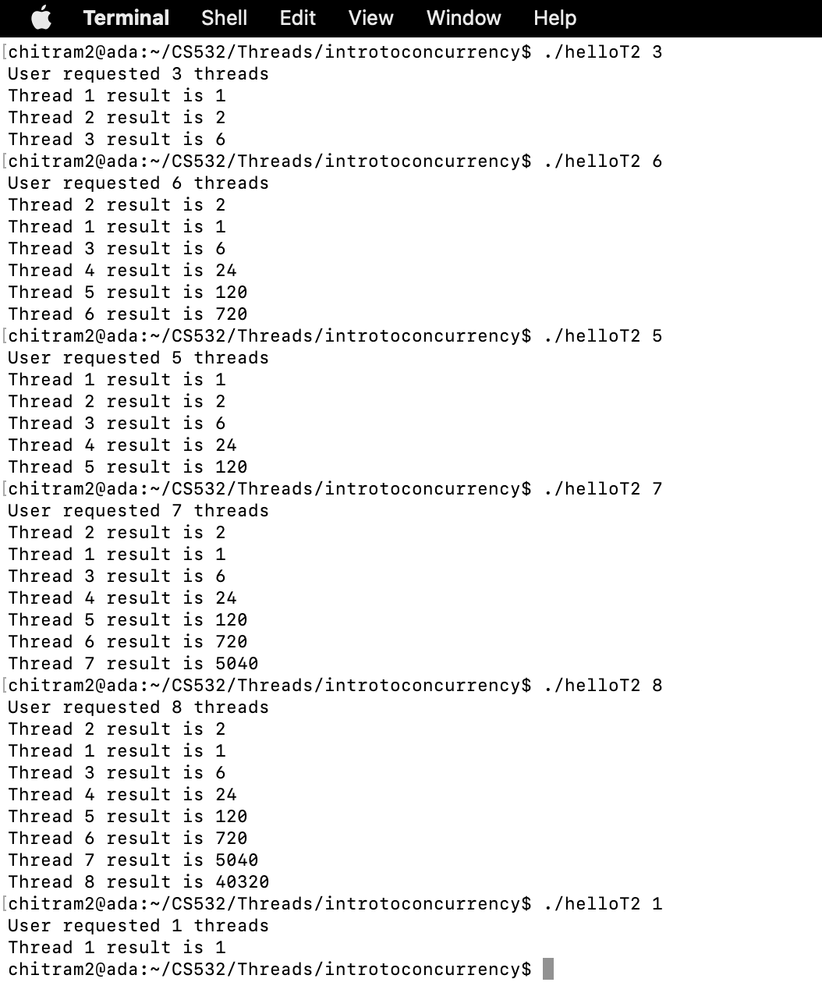 Terminal Shell Edit View Window Help
[chitram2@ada:~/CS532/Threads/introtoconcurrency$ ./helloT2 3
User requested 3 threads
Thread 1 result is 1
Thread 2 result is 2
Thread 3 result is 6
[chitram2@ada:~/CS532/Threads/introtoconcurrency$ ./helloT2 6
User requested 6 threads
Thread 2 result is 2
Thread 1 result is 1
Thread 3 result is 6
Thread 4 result is 24
Thread 5 result is 120
Thread 6 result is 720
[chitram2@ada:~/CS532/Threads/introtoconcurrency$ ./helloT2 5
User requested 5 threads
Thread 1 result is 1
Thread 2 result is 2
Thread 3 result is 6
Thread 4 result is 24
Thread 5 result is 120
[chitram2@ada:~/CS532/Threads/introtoconcurrency$ ./helloT2 7
User requested 7 threads
Thread 2 result is 2
Thread 1 result is 1
Thread 3 result is 6
Thread 4 result is 24
Thread 5 result is 120
Thread 6 result is 720
Thread 7 result is 5040
[chitram2@ada:~/CS532/Threads/introtoconcurrency$ ./helloT2 8
User requested 8 threads
Thread 2 result is 2
Thread 1 result is 1
Thread 3 result is 6
Thread 4 result is 24
Thread 5 result is 120
Thread 6 result is 720
Thread 7 result is 5040
Thread 8 result is 40320
[chitram2@ada:~/CS532/Threads/introtoconcurrency$ ./helloT2 1
User requested 1 threads
Thread 1 result is 1
chitram2@ada:~/CS532/Threads/introtoconcurrency$